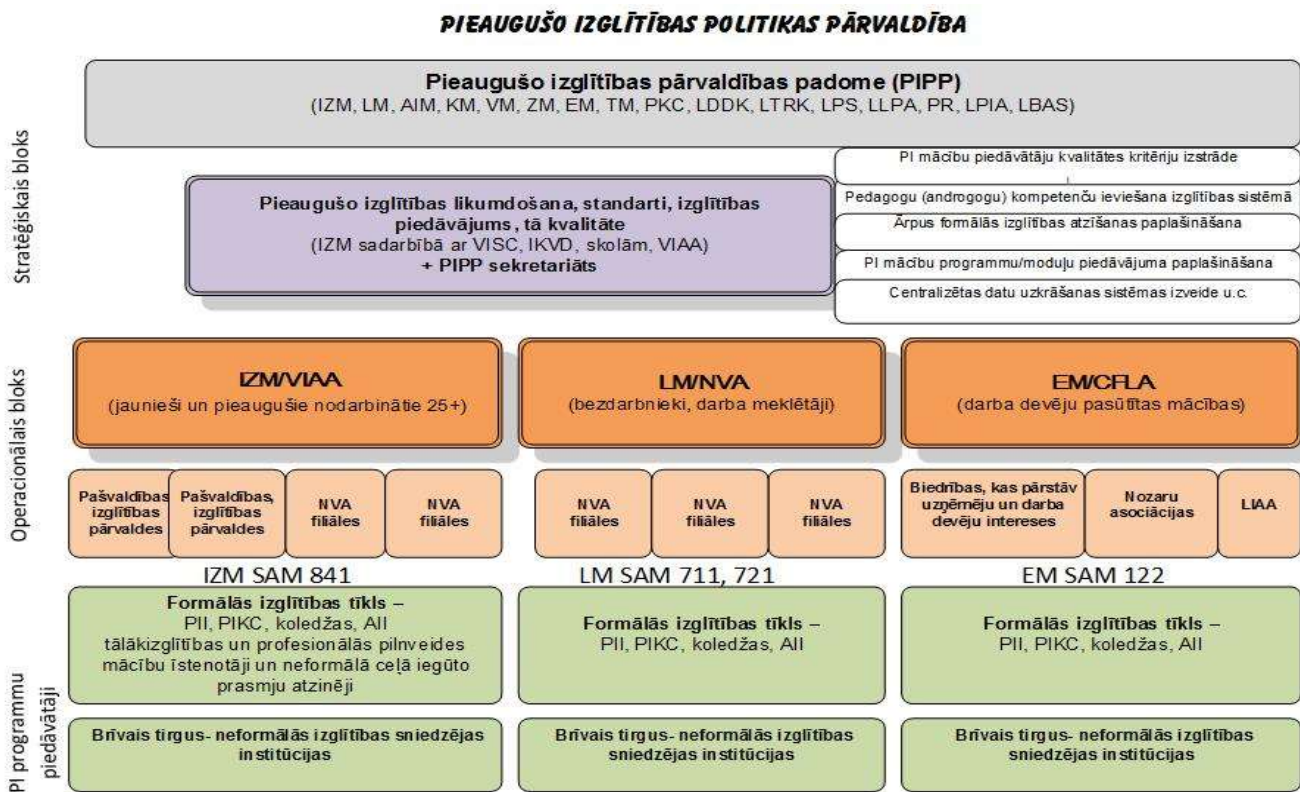 PIEAUGUŠO IZGLĪTĪBAS POLITIKAS PĀRVALDĪBA
Stratēģiskais bloks
Pieaugušo izglītības pārvaldības padome (PIPP)
(IZM, LM, AIM, KM, VM, ZM, EM, TM, PKC, LDDK, LTRK, LPS, LLPA, PR, LPIA, LBAS)
Pieaugušo izglītības likumdošana, standarti, izglītības
piedāvājums, tā kvalitāte
(IZM sadarbībā ar VISC, IKVD, skolām, VIAA)
+ PIPP sekretariāts
PI mācību piedāvātāju kvalitātes kritēriju izstrāde
Pedagogu (androgogu) kompetenču ieviešana izglītības sistēmā
Ārpus formālās izglītības atzīšanas paplašināšana
PI mācību programmu/moduļu piedāvājuma paplašināšana
Centralizētas datu uzkrāšanas sistēmas izveide u.c.
Operacionālais bloks
IZM/VIAA
(jaunieši un pieaugušie nodarbinātie 25+)
LM/NVA
(bezdarbnieki, darba meklētāji)
EM/CFLA
(darba devēju pasūtītas mācības)
Pašvaldības
izglītības
pārvaldes
Pašvaldības,
izglītības
pārvaldes
NVA
filiāles
NVA
filiāles
NVA
filiāles
NVA
filiāles
NVA
filiāles
Biedrības, kas pārstāv
uzņēmēju un darba
devēju intereses
Nozaru
asociācijas
LIAA
IZM SAM 841
LM SAM 711, 721
EM SAM 122
PI programmu
piedāvātāji
Formālās izglītības tīkls –
PII, PIKC, koledžas, AII
tālākizglītības un profesionālās pilnveides
mācību īstenotāji un neformālā ceļā iegūto
prasmju atzinēji
Formālās izglītības tīkls –
PII, PIKC, koledžas, AII
Formālās izglītības tīkls –
PII, PIKC, koledžas, AII
Brīvais tirgus- neformālās izglītības sniedzējas
institūcijas
Brīvais tirgus- neformālās izglītības
sniedzējas institūcijas
Brīvais tirgus- neformālās izglītības
sniedzējas institūcijas